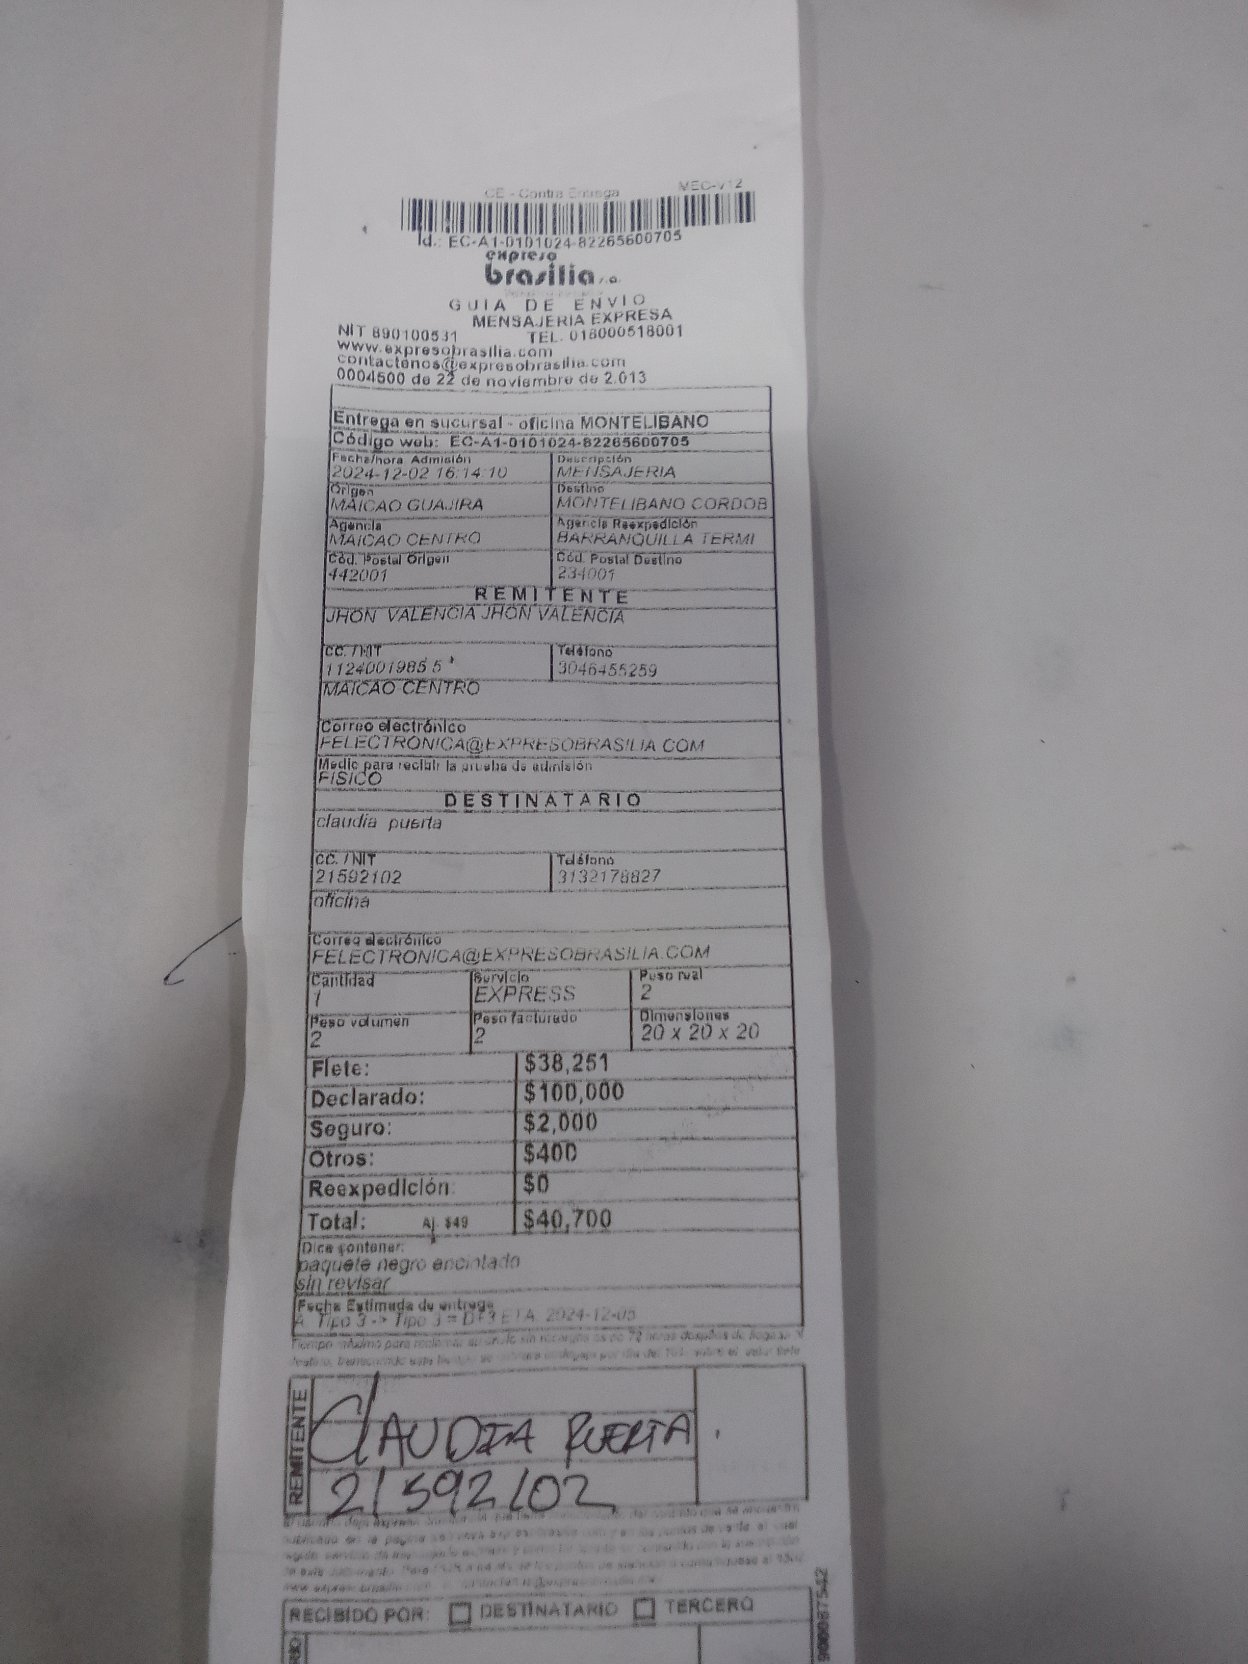 CE - Contra Entrega MEC-V12
Id.: EC-A1-0101024-82265600705
expreso
brasilia s.a.
GUIA DE ENVIO
MENSAJERIA EXPRESA
NIT 890100531 TEL. 018000518001
www.expresobrasilia.com
contactenos@expresobrasilia.com
0004500 de 22 de noviembre de 2.013
Entrega en sucursal - oficina MONTELIBANO
Código web: EC-A1-0101024-82265600705
Fecha/hora Admisión Descripción
2024-12-02 16:14:10 MENSAJERIA
Origen Destino
MAICAO GUAJIRA MONTELIBANO CORDOB
Agencia Agencia Reexpedición
MAICAO CENTRO BARRANQUILLA TERMI
Cód. Postal Origen Cód. Postal Destino
442001 234001
REMITENTE
JHON VALENCIA JHON VALENCIA
CC. / NIT Teléfono
1124001985 5 3046455259
MAICAO CENTRO
Correo electrónico
FELECTRONICA@EXPRESOBRASILIA.COM
Medio para recibir la prueba de admisión
FISICO
DESTINATARIO
claudia puerta
CC. / NIT Teléfono
21592102 3132178827
oficina
Correo electrónico
FELECTRONICA@EXPRESOBRASILIA.COM
Cantidad Servicio Peso real
1 EXPRESS 2
Peso volumen Peso facturado Dimensiones
2 2 20 x 20 x 20
Flete: $38,251
Declarado: $100,000
Seguro: $2,000
Otros: $400
Reexpedición: $0
Total: Aj. $49 $40,700
Dice contener:
paquete negro encintado
sin revisar
Fecha Estimada de entrega
A. Tipo 3 -> Tipo 3 = D+3 ETA. 2024-12-05
REMITENTE
CLAUDIA PUERTA
21592102
RECIBIDO POR: DESTINATARIO TERCERO